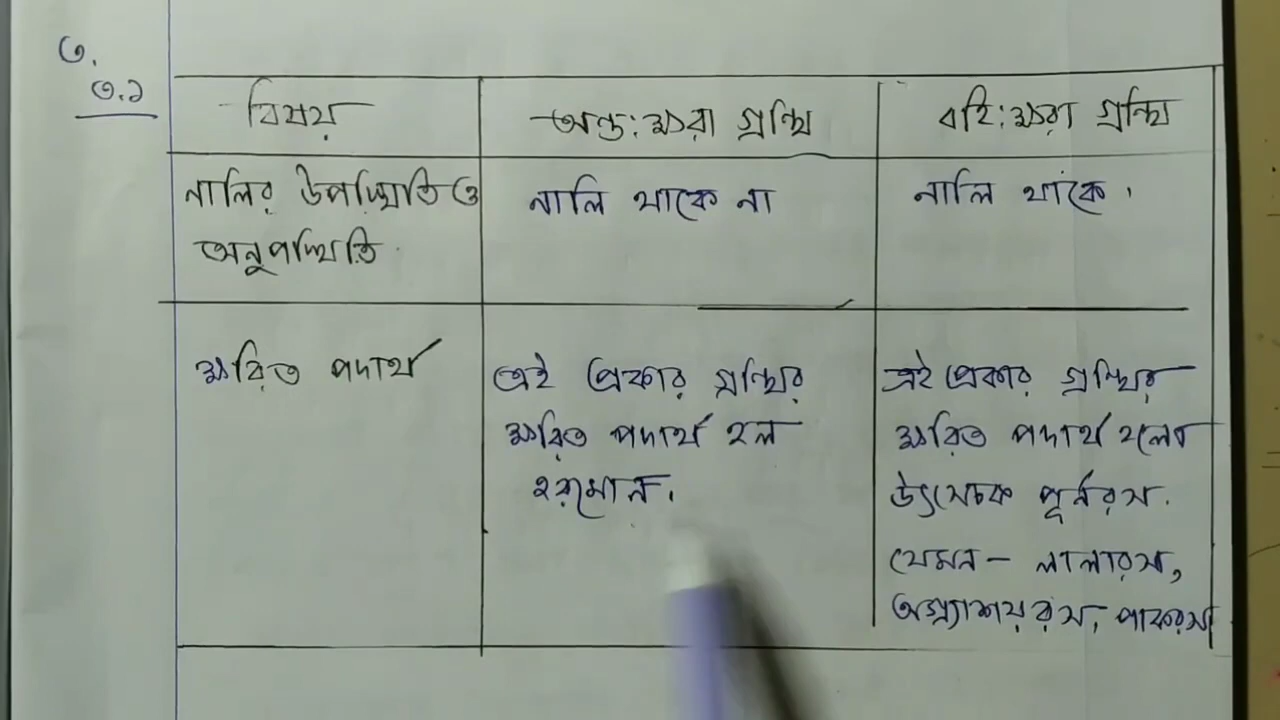 ৩.
৩.১
বিষয়
অন্ত:ক্ষরা গ্রন্থি
বহি:ক্ষরা গ্রন্থি
নালির উপস্থিতি ও
অনুপস্থিতি.
নালি থাকে না
নালি থাকে.
ক্ষরিত পদার্থ
এই প্রকার গ্রন্থির
ক্ষরিত পদার্থ হল
হরমোন.
এই প্রকার গ্রন্থির
ক্ষরিত পদার্থ হলো
উৎসেচক পূর্নরস.
যেমন- লালারস,
অগ্ন্যাশয় রস, পাকরস